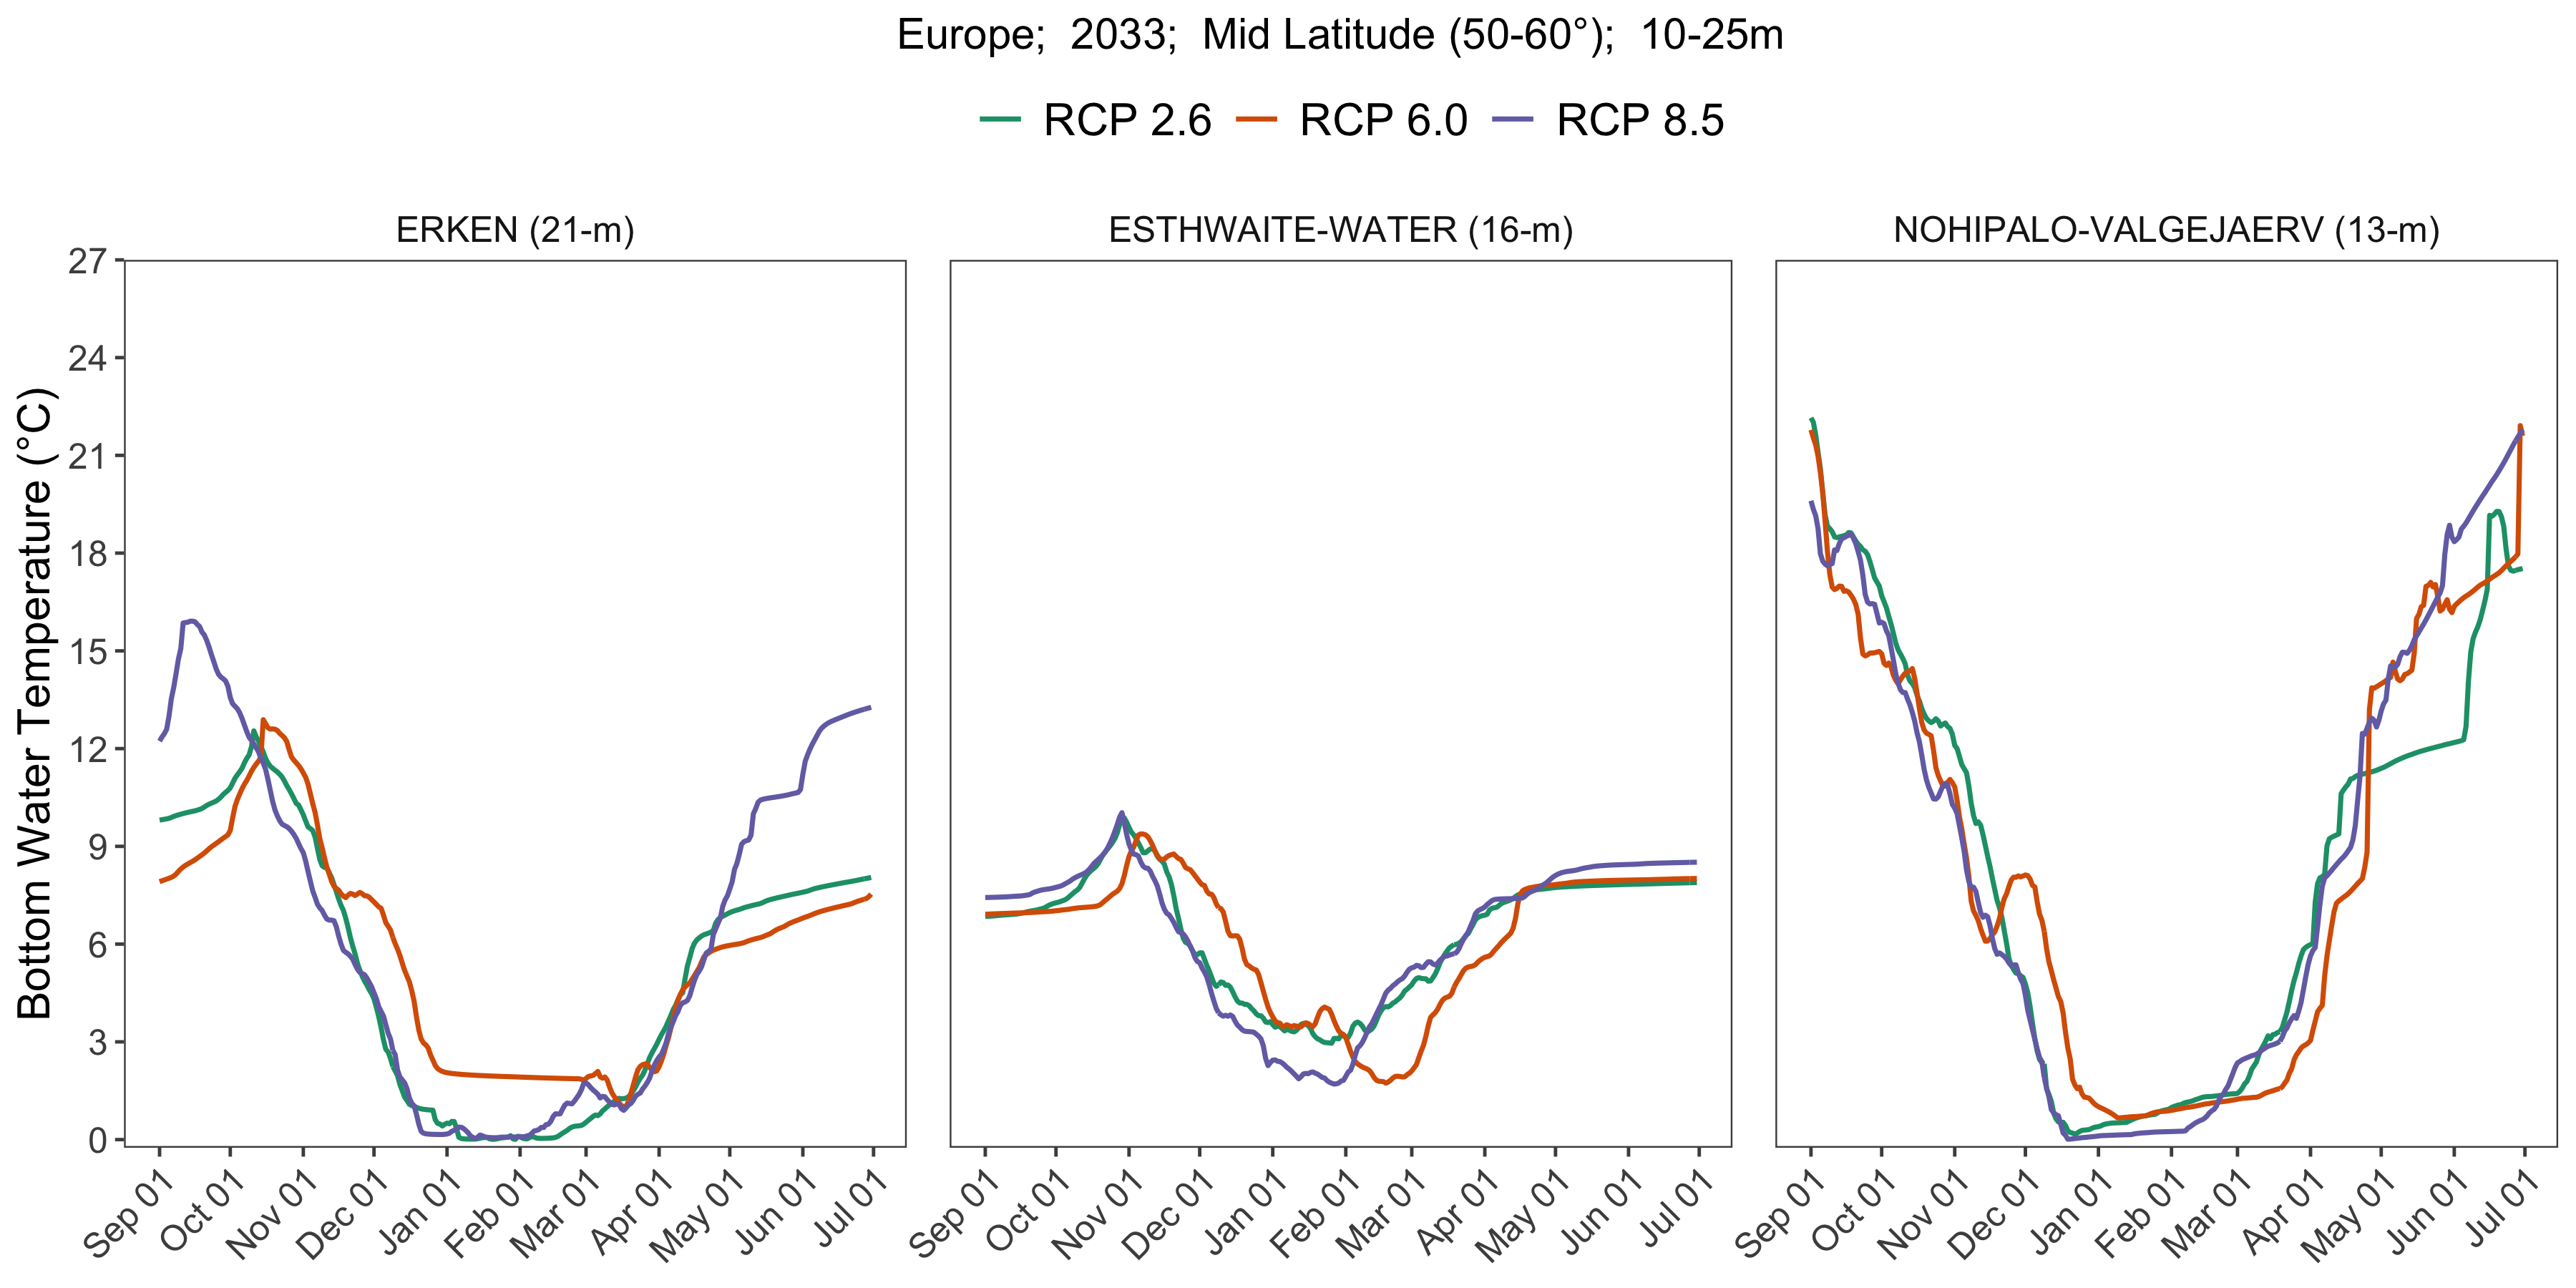 Europe;  2033;  Mid Latitude (50-60°);  10-25m
RCP 2.6 RCP 6.0 RCP 8.5
ERKEN (21-m) ESTHWAITE-WATER (16-m) NOHIPALO-VALGEJAERV (13-m)
Bottom Water Temperature (°C)
27
24
21
18
15
12
9
6
3
0
Sep 01 Oct 01 Nov 01 Dec 01 Jan 01 Feb 01 Mar 01 Apr 01 May 01 Jun 01 Jul 01
Sep 01 Oct 01 Nov 01 Dec 01 Jan 01 Feb 01 Mar 01 Apr 01 May 01 Jun 01 Jul 01
Sep 01 Oct 01 Nov 01 Dec 01 Jan 01 Feb 01 Mar 01 Apr 01 May 01 Jun 01 Jul 01